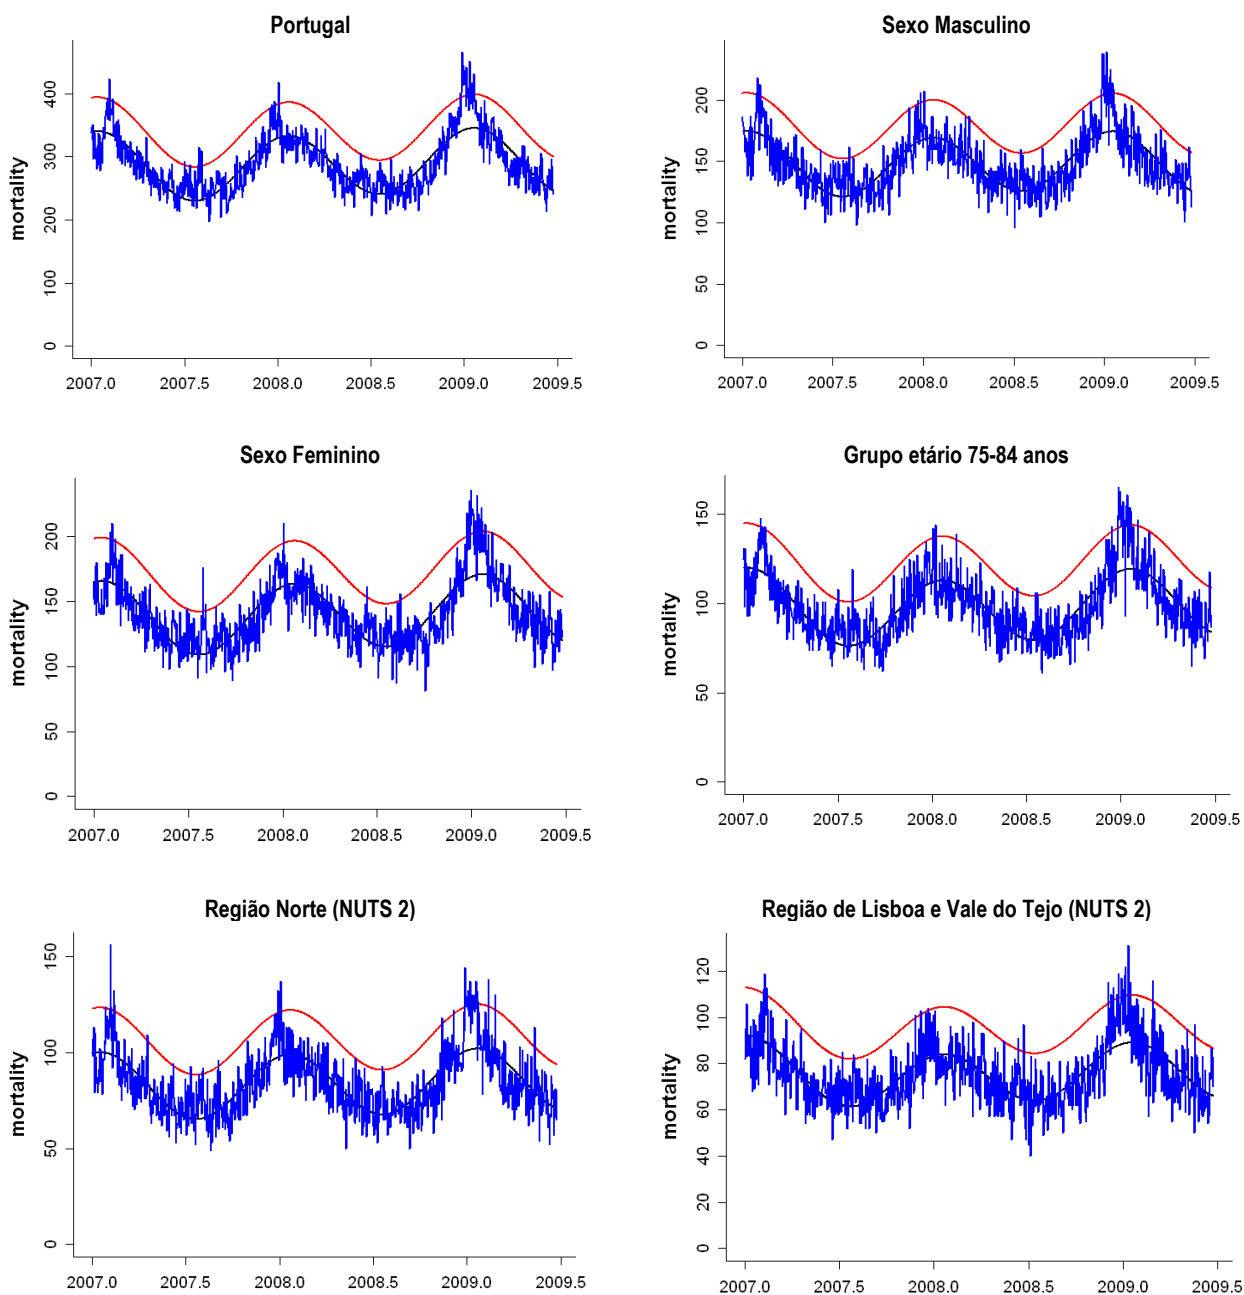 Portugal
mortality
400
300
200
100
0
2007.0 2007.5 2008.0 2008.5 2009.0 2009.5
Sexo Masculino
mortality
200
150
100
50
0
2007.0 2007.5 2008.0 2008.5 2009.0 2009.5
Sexo Feminino
mortality
200
150
100
50
0
2007.0 2007.5 2008.0 2008.5 2009.0 2009.5
Grupo etário 75-84 anos
mortality
150
100
50
0
2007.0 2007.5 2008.0 2008.5 2009.0 2009.5
Região Norte (NUTS 2)
mortality
150
100
50
0
2007.0 2007.5 2008.0 2008.5 2009.0 2009.5
Região de Lisboa e Vale do Tejo (NUTS 2)
mortality
120
100
80
60
40
20
0
2007.0 2007.5 2008.0 2008.5 2009.0 2009.5